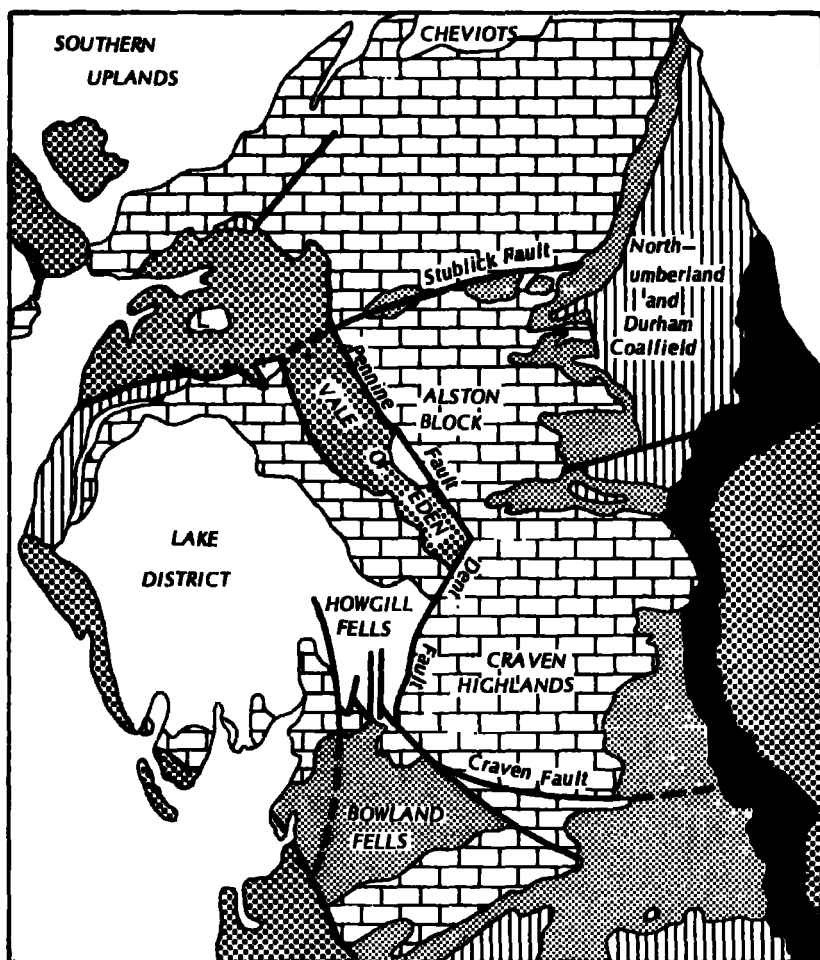 CHEVIOTS
SOUTHERN
UPLANDS
Stublick Fault
North-
umberland
and
Durham
Coalfield
L
Pennine
Fault
VALE OF EDEN
ALSTON
BLOCK
LAKE
DISTRICT
Dent
Fault
HOWGILL
FELLS
CRAVEN
HIGHLANDS
Craven Fault
BOWLAND
FELLS